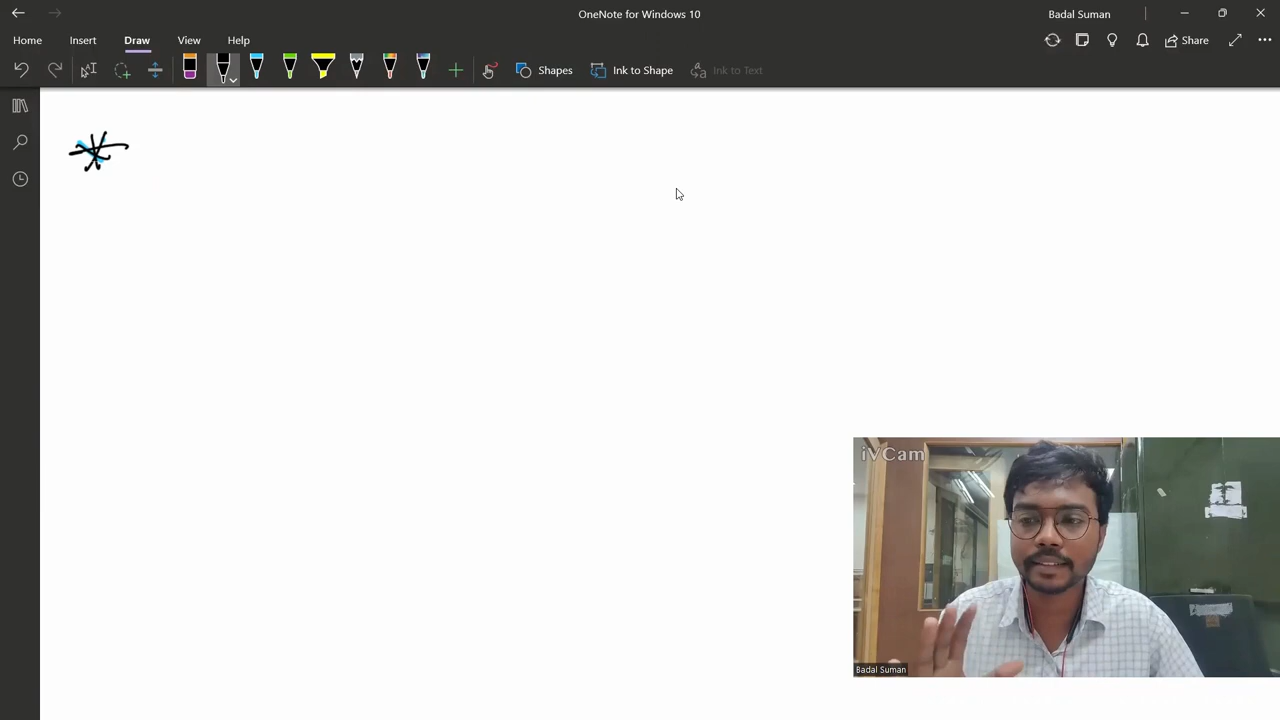 OneNote for Windows 10
Badal Suman
Home Insert Draw View Help
Share
Shapes
Ink to Shape
Ink to Text
iVCam
Badal Suman